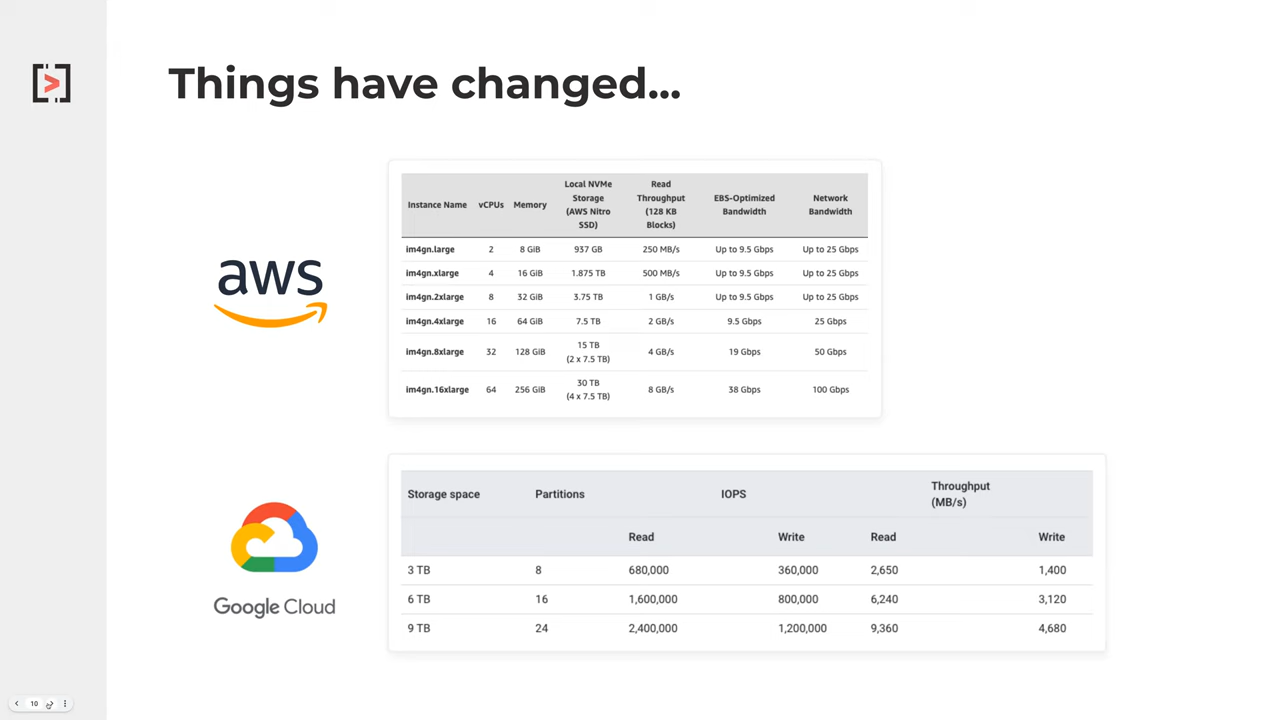 Things have changed...
Local NVMe Storage (AWS Nitro SSD)
Read Throughput (128 KB Blocks)
Instance Name vCPUs Memory EBS-Optimized Bandwidth Network Bandwidth
im4gn.large 2 8 GiB 937 GB 250 MB/s Up to 9.5 Gbps Up to 25 Gbps
im4gn.xlarge 4 16 GiB 1.875 TB 500 MB/s Up to 9.5 Gbps Up to 25 Gbps
im4gn.2xlarge 8 32 GiB 3.75 TB 1 GB/s Up to 9.5 Gbps Up to 25 Gbps
im4gn.4xlarge 16 64 GiB 7.5 TB 2 GB/s 9.5 Gbps 25 Gbps
im4gn.8xlarge 32 128 GiB 15 TB (2 x 7.5 TB) 4 GB/s 19 Gbps 50 Gbps
im4gn.16xlarge 64 256 GiB 30 TB (4 x 7.5 TB) 8 GB/s 38 Gbps 100 Gbps
aws
Storage space Partitions IOPS Throughput (MB/s)
Read Write Read Write
3 TB 8 680,000 360,000 2,650 1,400
6 TB 16 1,600,000 800,000 6,240 3,120
9 TB 24 2,400,000 1,200,000 9,360 4,680
Google Cloud
10